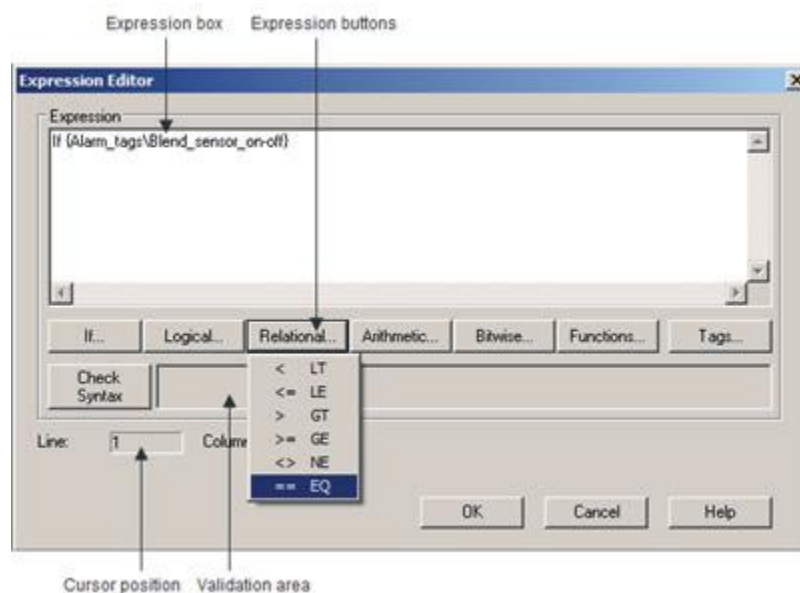 Expression box Expression buttons
Expression Editor
Expression
If {Alarm_tags\Blend_sensor_on-off}
If... Logical... Relational... Arithmetic... Bitwise... Functions... Tags...
Check Syntax
< LT
<= LE
> GT
>= GE
<> NE
== EQ
Line: 1 Column
OK Cancel Help
Cursor position Validation area